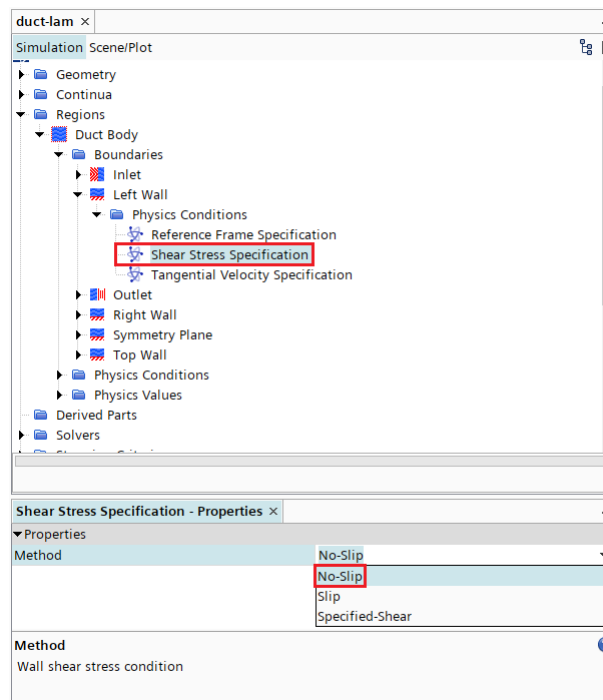 duct-lam ×
Simulation Scene/Plot
Geometry
Continua
Regions
Duct Body
Boundaries
Inlet
Left Wall
Physics Conditions
Reference Frame Specification
Shear Stress Specification
Tangential Velocity Specification
Outlet
Right Wall
Symmetry Plane
Top Wall
Physics Conditions
Physics Values
Derived Parts
Solvers
Shear Stress Specification - Properties ×
Properties
Method No-Slip
No-Slip
Slip
Specified-Shear
Method
Wall shear stress condition